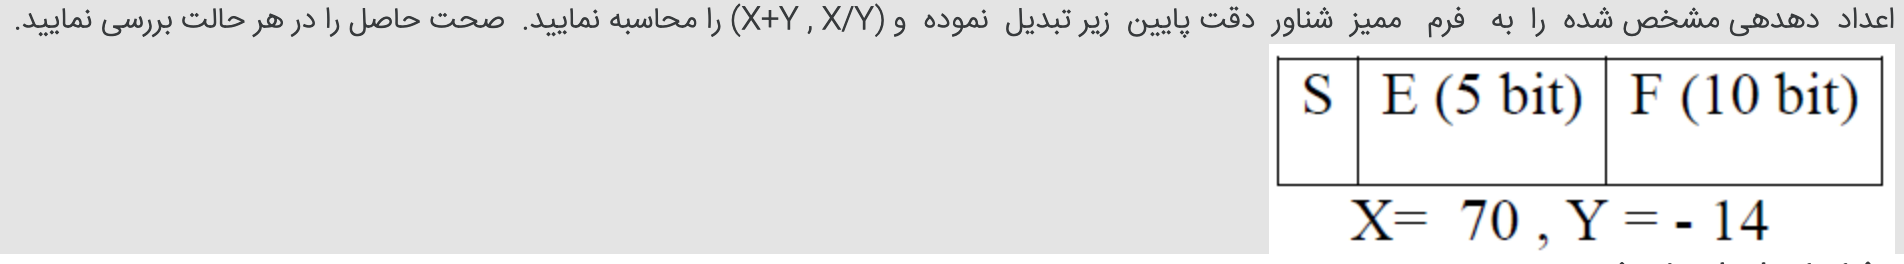 اعداد دهدهی مشخص شده را به فرم ممیز شناور دقت پایین زیر تبدیل نموده و (X+Y , X/Y) را محاسبه نمایید. صحت حاصل را در هر حالت بررسی نمایید.
S E (5 bit) F (10 bit)
X= 70 , Y = - 14